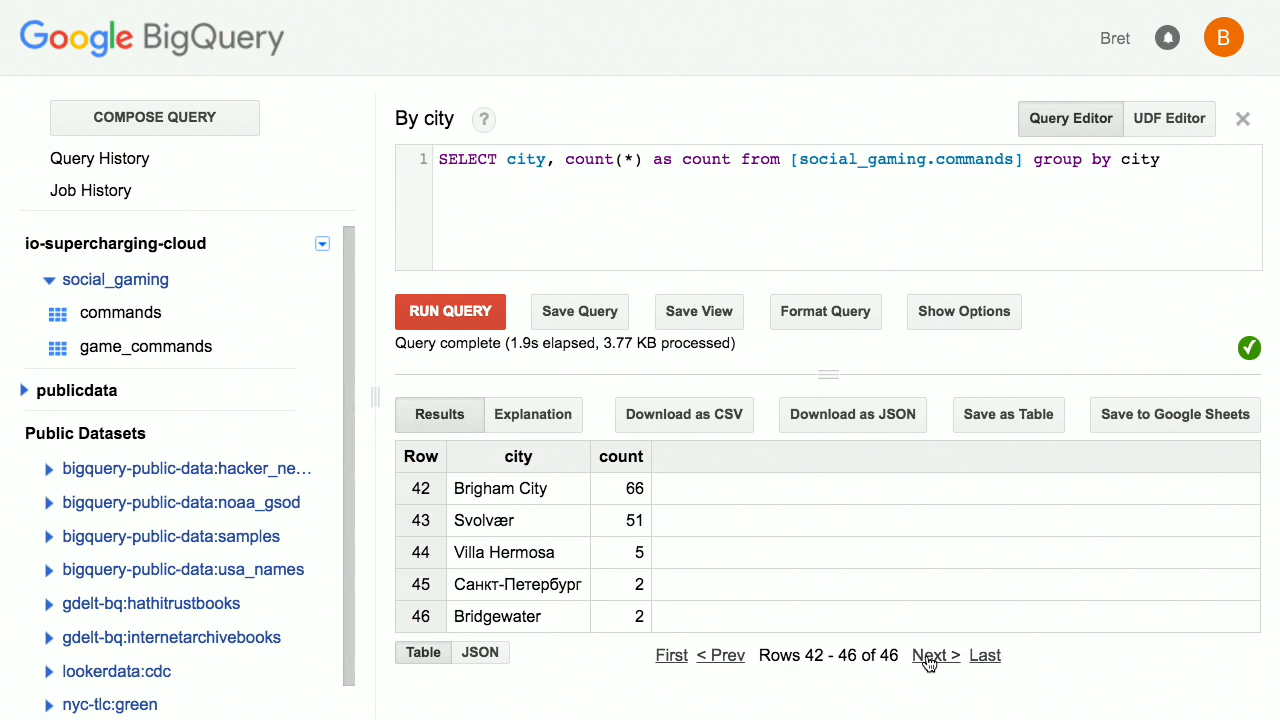 Google BigQuery
Bret
B
COMPOSE QUERY
Query History
Job History
io-supercharging-cloud
social_gaming
commands
game_commands
publicdata
Public Datasets
bigquery-public-data:hacker_ne...
bigquery-public-data:noaa_gsod
bigquery-public-data:samples
bigquery-public-data:usa_names
gdelt-bq:hathitrustbooks
gdelt-bq:internetarchivebooks
lookerdata:cdc
nyc-tlc:green
By city ?
Query Editor UDF Editor
1 SELECT city, count(*) as count from [social_gaming.commands] group by city
RUN QUERY Save Query Save View Format Query Show Options
Query complete (1.9s elapsed, 3.77 KB processed)
Results Explanation Download as CSV Download as JSON Save as Table Save to Google Sheets
Row city count
42 Brigham City 66
43 Svolvær 51
44 Villa Hermosa 5
45 Санкт-Петербург 2
46 Bridgewater 2
Table JSON First < Prev Rows 42 - 46 of 46 Next > Last